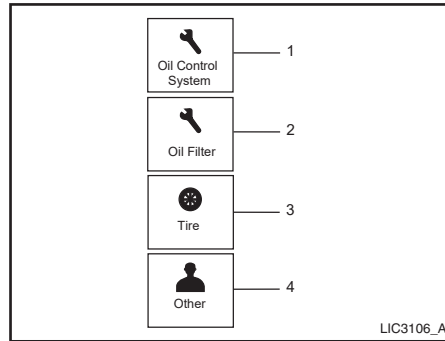 Oil Control
System
1
Oil Filter
2
Tire
3
Other
4
LIC3106_A